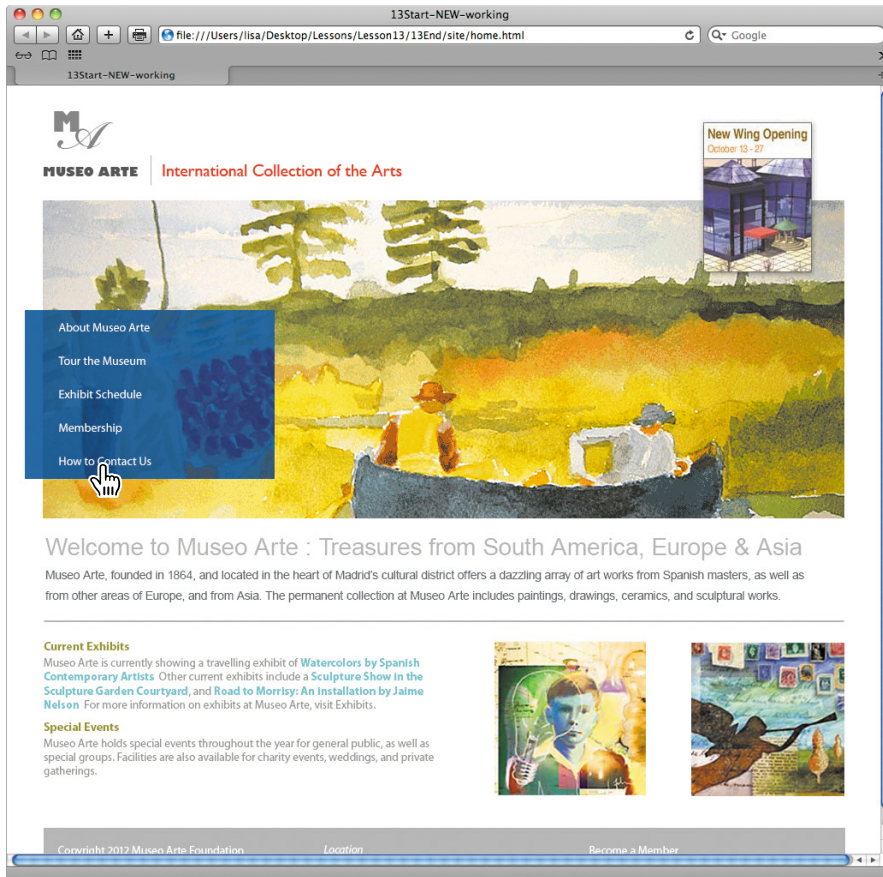 13Start-NEW-working
file:///Users/lisa/Desktop/Lessons/Lesson13/13End/site/home.html
Google
13Start-NEW-working
MA
MUSEO ARTE
International Collection of the Arts
New Wing Opening
October 13 - 27
About Museo Arte
Tour the Museum
Exhibit Schedule
Membership
How to Contact Us
Welcome to Museo Arte : Treasures from South America, Europe & Asia
Museo Arte, founded in 1864, and located in the heart of Madrid's cultural district offers a dazzling array of art works from Spanish masters, as well as
from other areas of Europe, and from Asia. The permanent collection at Museo Arte includes paintings, drawings, ceramics, and sculptural works.
Current Exhibits
Museo Arte is currently showing a travelling exhibit of Watercolors by Spanish
Contemporary Artists Other current exhibits include a Sculpture Show in the
Sculpture Garden Courtyard, and Road to Morrisy: An installation by Jaime
Nelson For more information on exhibits at Museo Arte, visit Exhibits.
Special Events
Museo Arte holds special events throughout the year for general public, as well as
special groups. Facilities are also available for charity events, weddings, and private
gatherings.
Copyright 2012 Museo Arte Foundation
Location
Become a Member